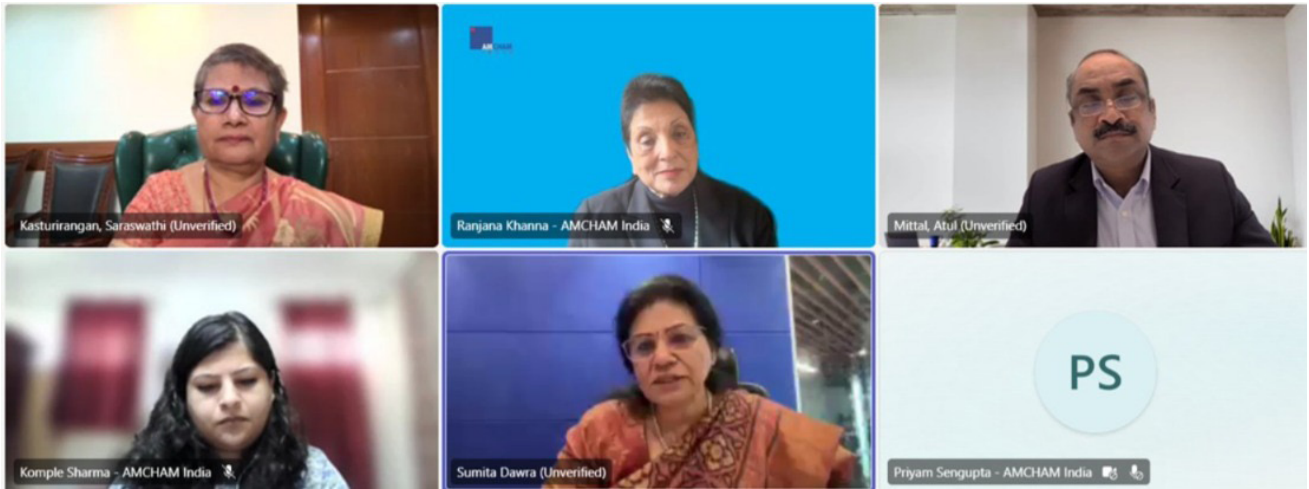 AMCHAM
Kasturirangan, Saraswathi (Unverified)
Ranjana Khanna - AMCHAM India
Mittal, Atul (Unverified)
PS
Komple Sharma - AMCHAM India
Sumita Dawra (Unverified)
Priyam Sengupta - AMCHAM India